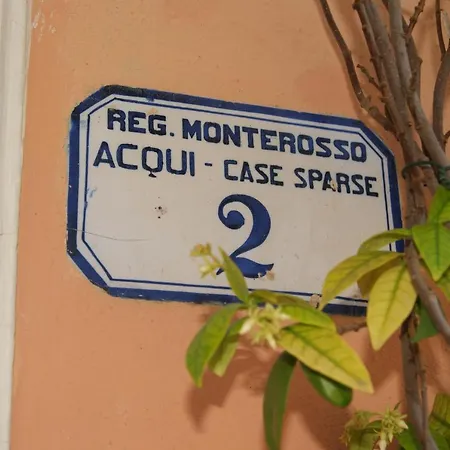 REG. MONTEROSSO
ACQUI - CASE SPARSE
2